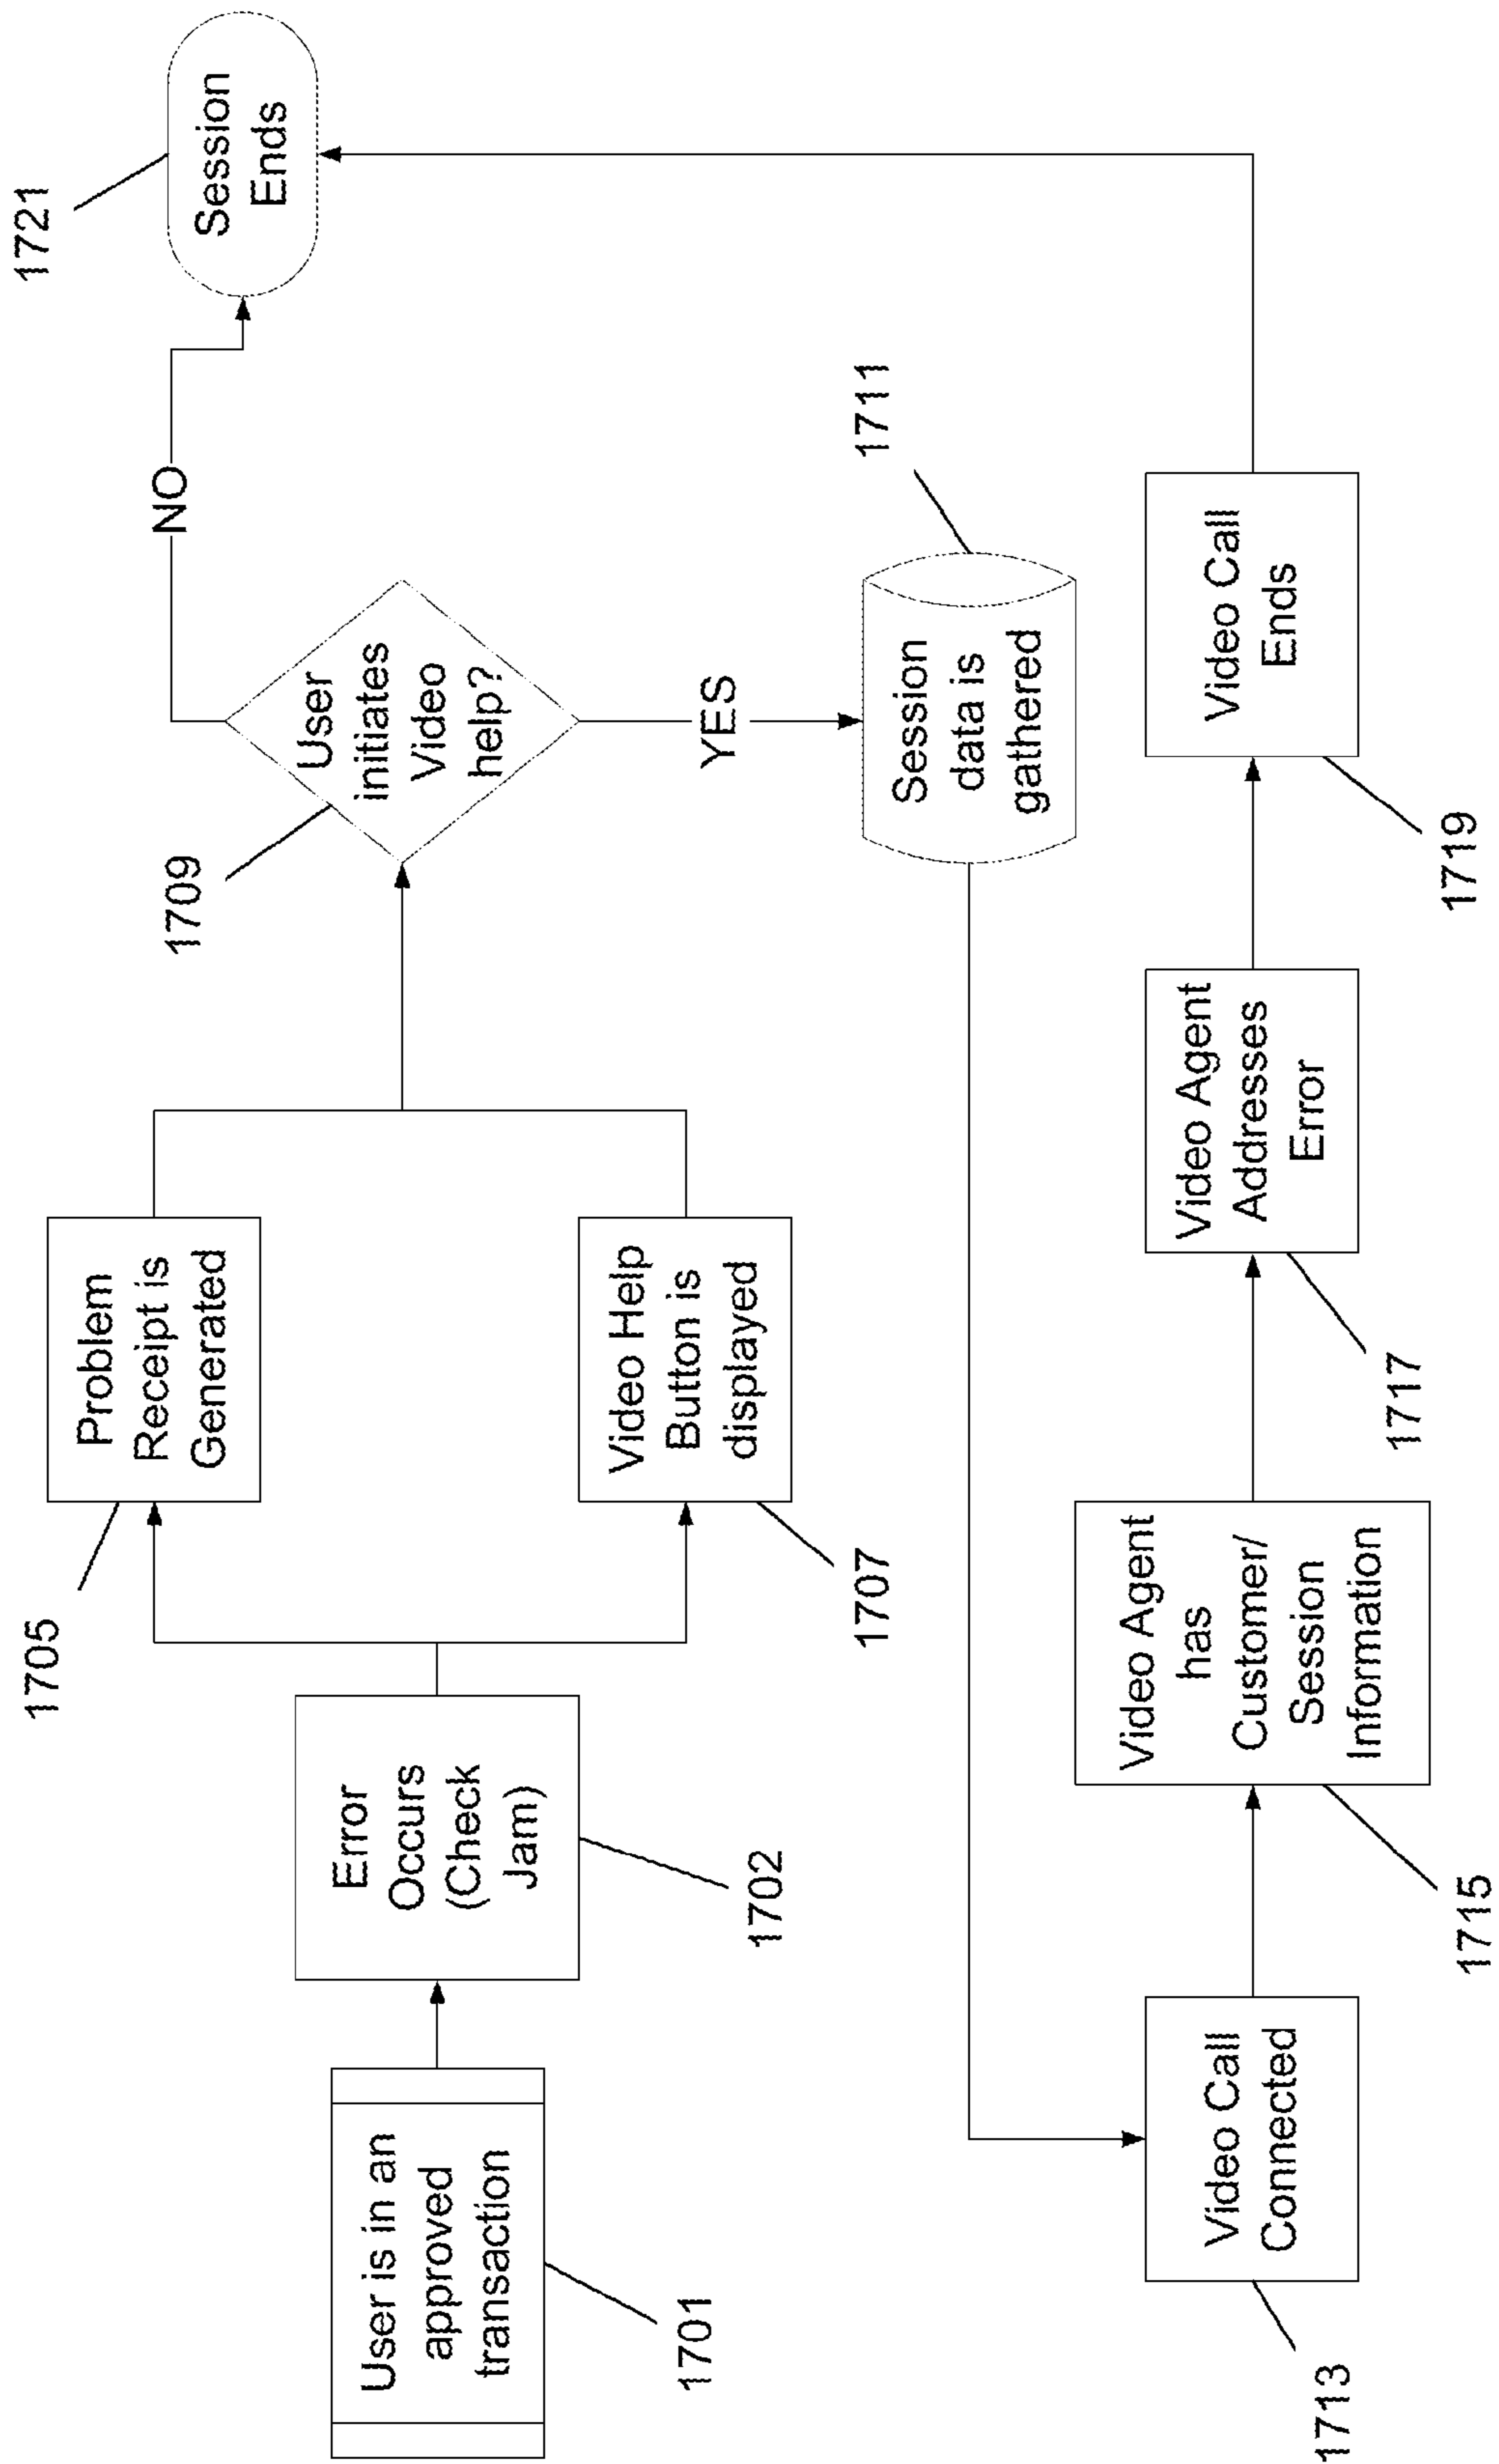 User is in an
approved
transaction
1701
Error
Occurs
(Check
Jam)
1702
Problem
Receipt is
Generated
1705
Video Help
Button is
displayed
1707
User
initiates
Video
help?
1709
NO
YES
Session
Ends
1721
Session
data is
gathered
1711
Video Call
Connected
1713
Video Agent
has
Customer/
Session
Information
1715
Video Agent
Addresses
Error
1717
Video Call
Ends
1719